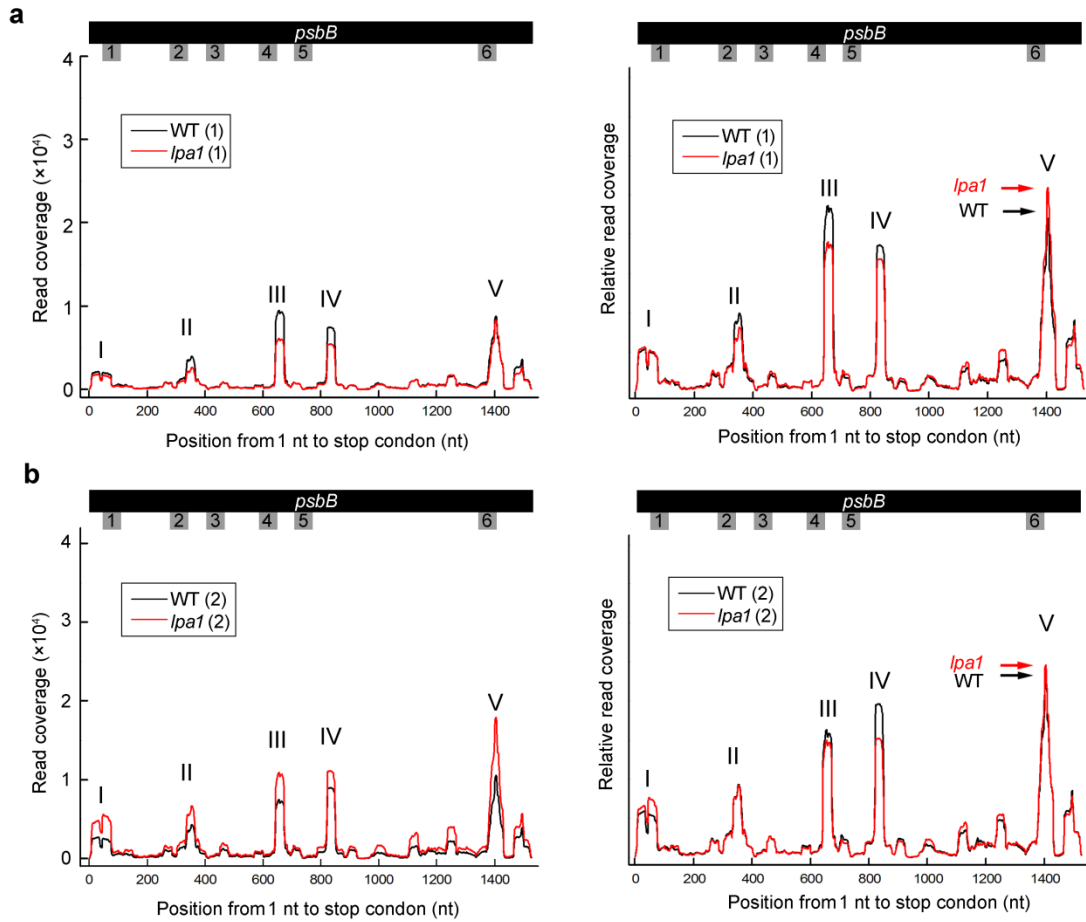 a
psbB
1 2 3 4 5 6
4
3
2
1
0
Read coverage (×10⁴)
WT (1)
lpa1 (1)
I II III IV V
0 200 400 600 800 1000 1200 1400
Position from 1 nt to stop condon (nt)
psbB
1 2 3 4 5 6
Relative read coverage
WT (1)
lpa1 (1)
lpa1
WT
I II III IV V
0 200 400 600 800 1000 1200 1400
Position from 1 nt to stop condon (nt)
b
psbB
1 2 3 4 5 6
4
3
2
1
0
Read coverage (×10⁴)
WT (2)
lpa1 (2)
I II III IV V
0 200 400 600 800 1000 1200 1400
Position from 1 nt to stop condon (nt)
psbB
1 2 3 4 5 6
Relative read coverage
WT (2)
lpa1 (2)
lpa1
WT
I II III IV V
0 200 400 600 800 1000 1200 1400
Position from 1 nt to stop condon (nt)